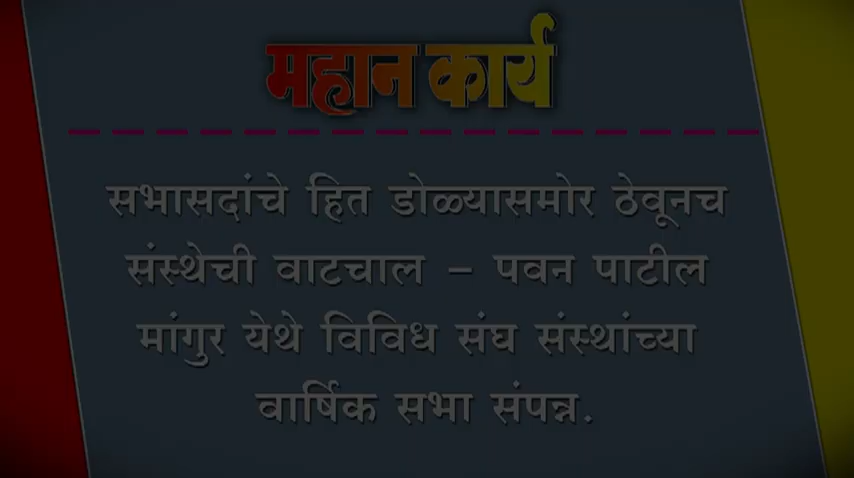 महान कार्य
सभासदांचे हित डोळ्यासमोर ठेवूनच
संस्थेची वाटचाल - पवन पाटील
मांगुर येथे विविध संघ संस्थांच्या
वार्षिक सभा संपन्न.